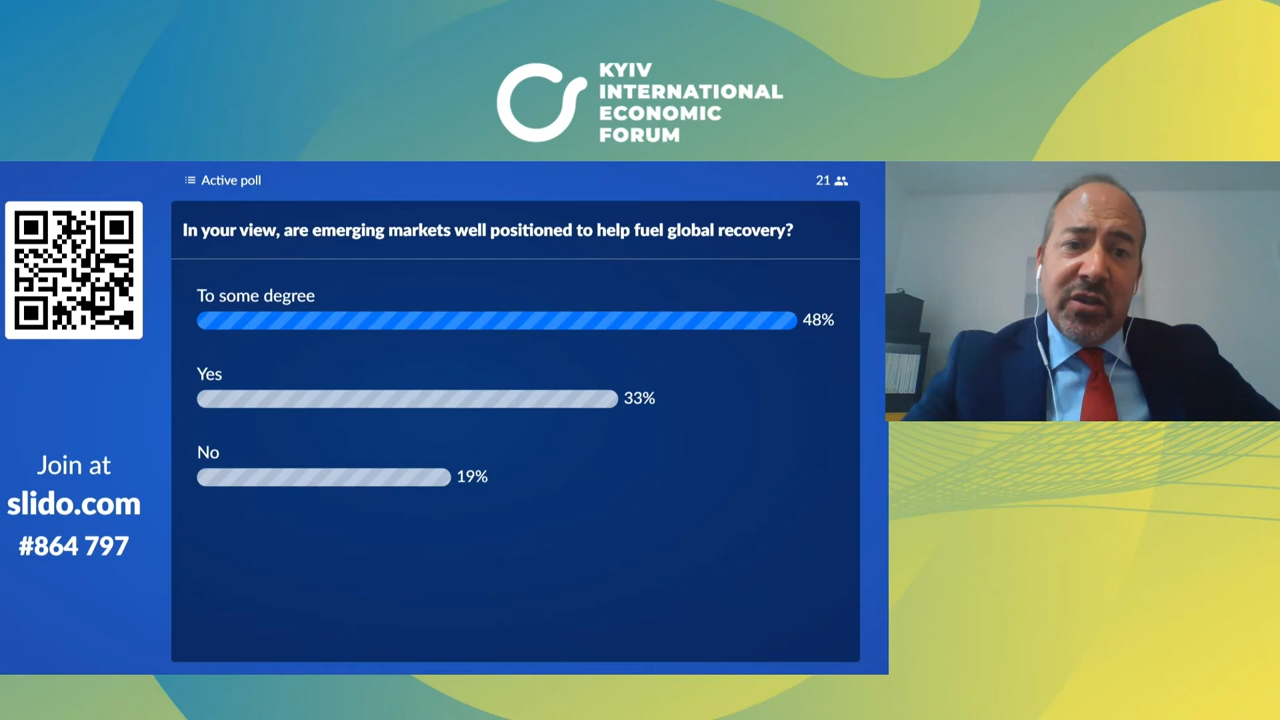 KYIV
INTERNATIONAL
ECONOMIC
FORUM
Active poll
21
In your view, are emerging markets well positioned to help fuel global recovery?
To some degree
48%
Yes
33%
No
19%
Join at
slido.com
#864 797